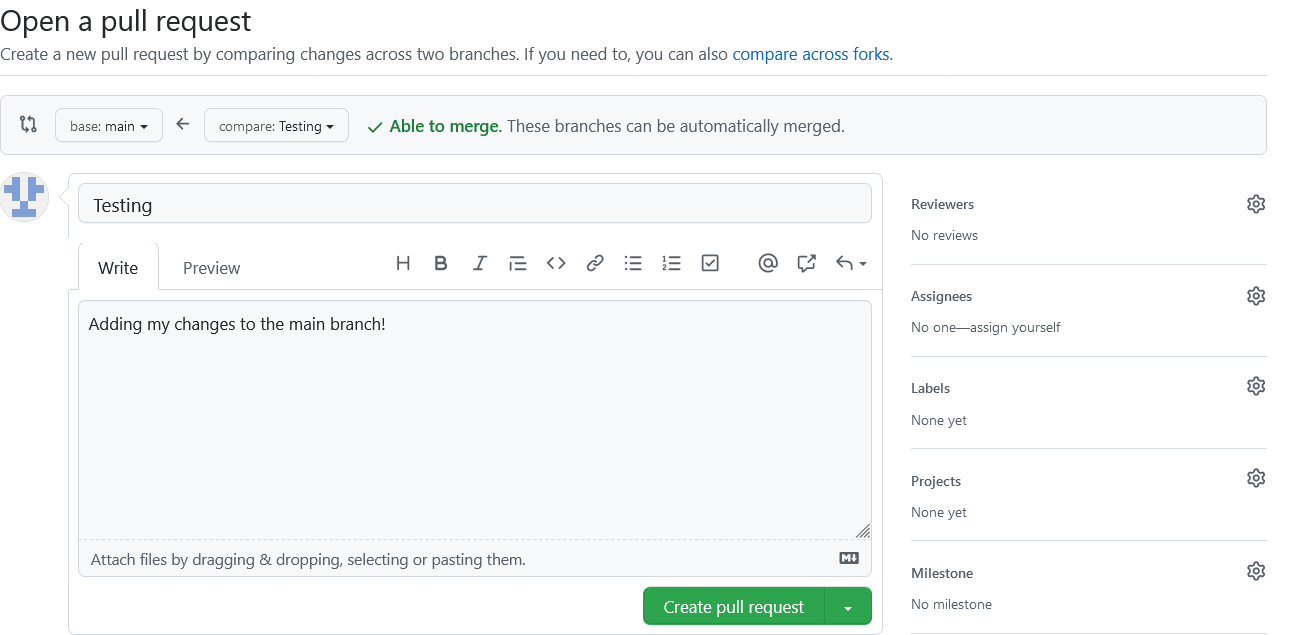 Open a pull request
Create a new pull request by comparing changes across two branches. If you need to, you can also compare across forks.
base: main
compare: Testing
Able to merge. These branches can be automatically merged.
Testing
Write
Preview
Adding my changes to the main branch!
Attach files by dragging & dropping, selecting or pasting them.
Create pull request
Reviewers
No reviews
Assignees
No one—assign yourself
Labels
None yet
Projects
None yet
Milestone
No milestone